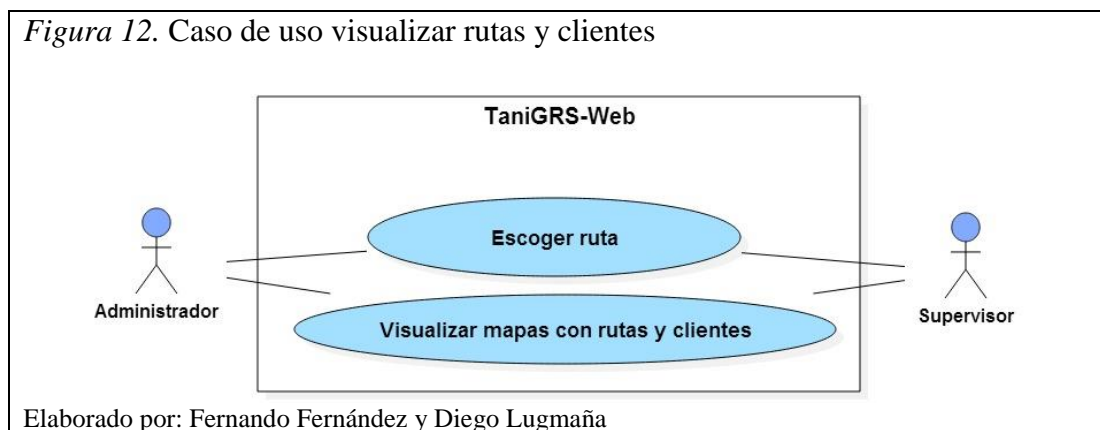 Figura 12. Caso de uso visualizar rutas y clientes
TaniGRS-Web
Escoger ruta
Administrador
Supervisor
Visualizar mapas con rutas y clientes
Elaborado por: Fernando Fernández y Diego Lugmaña